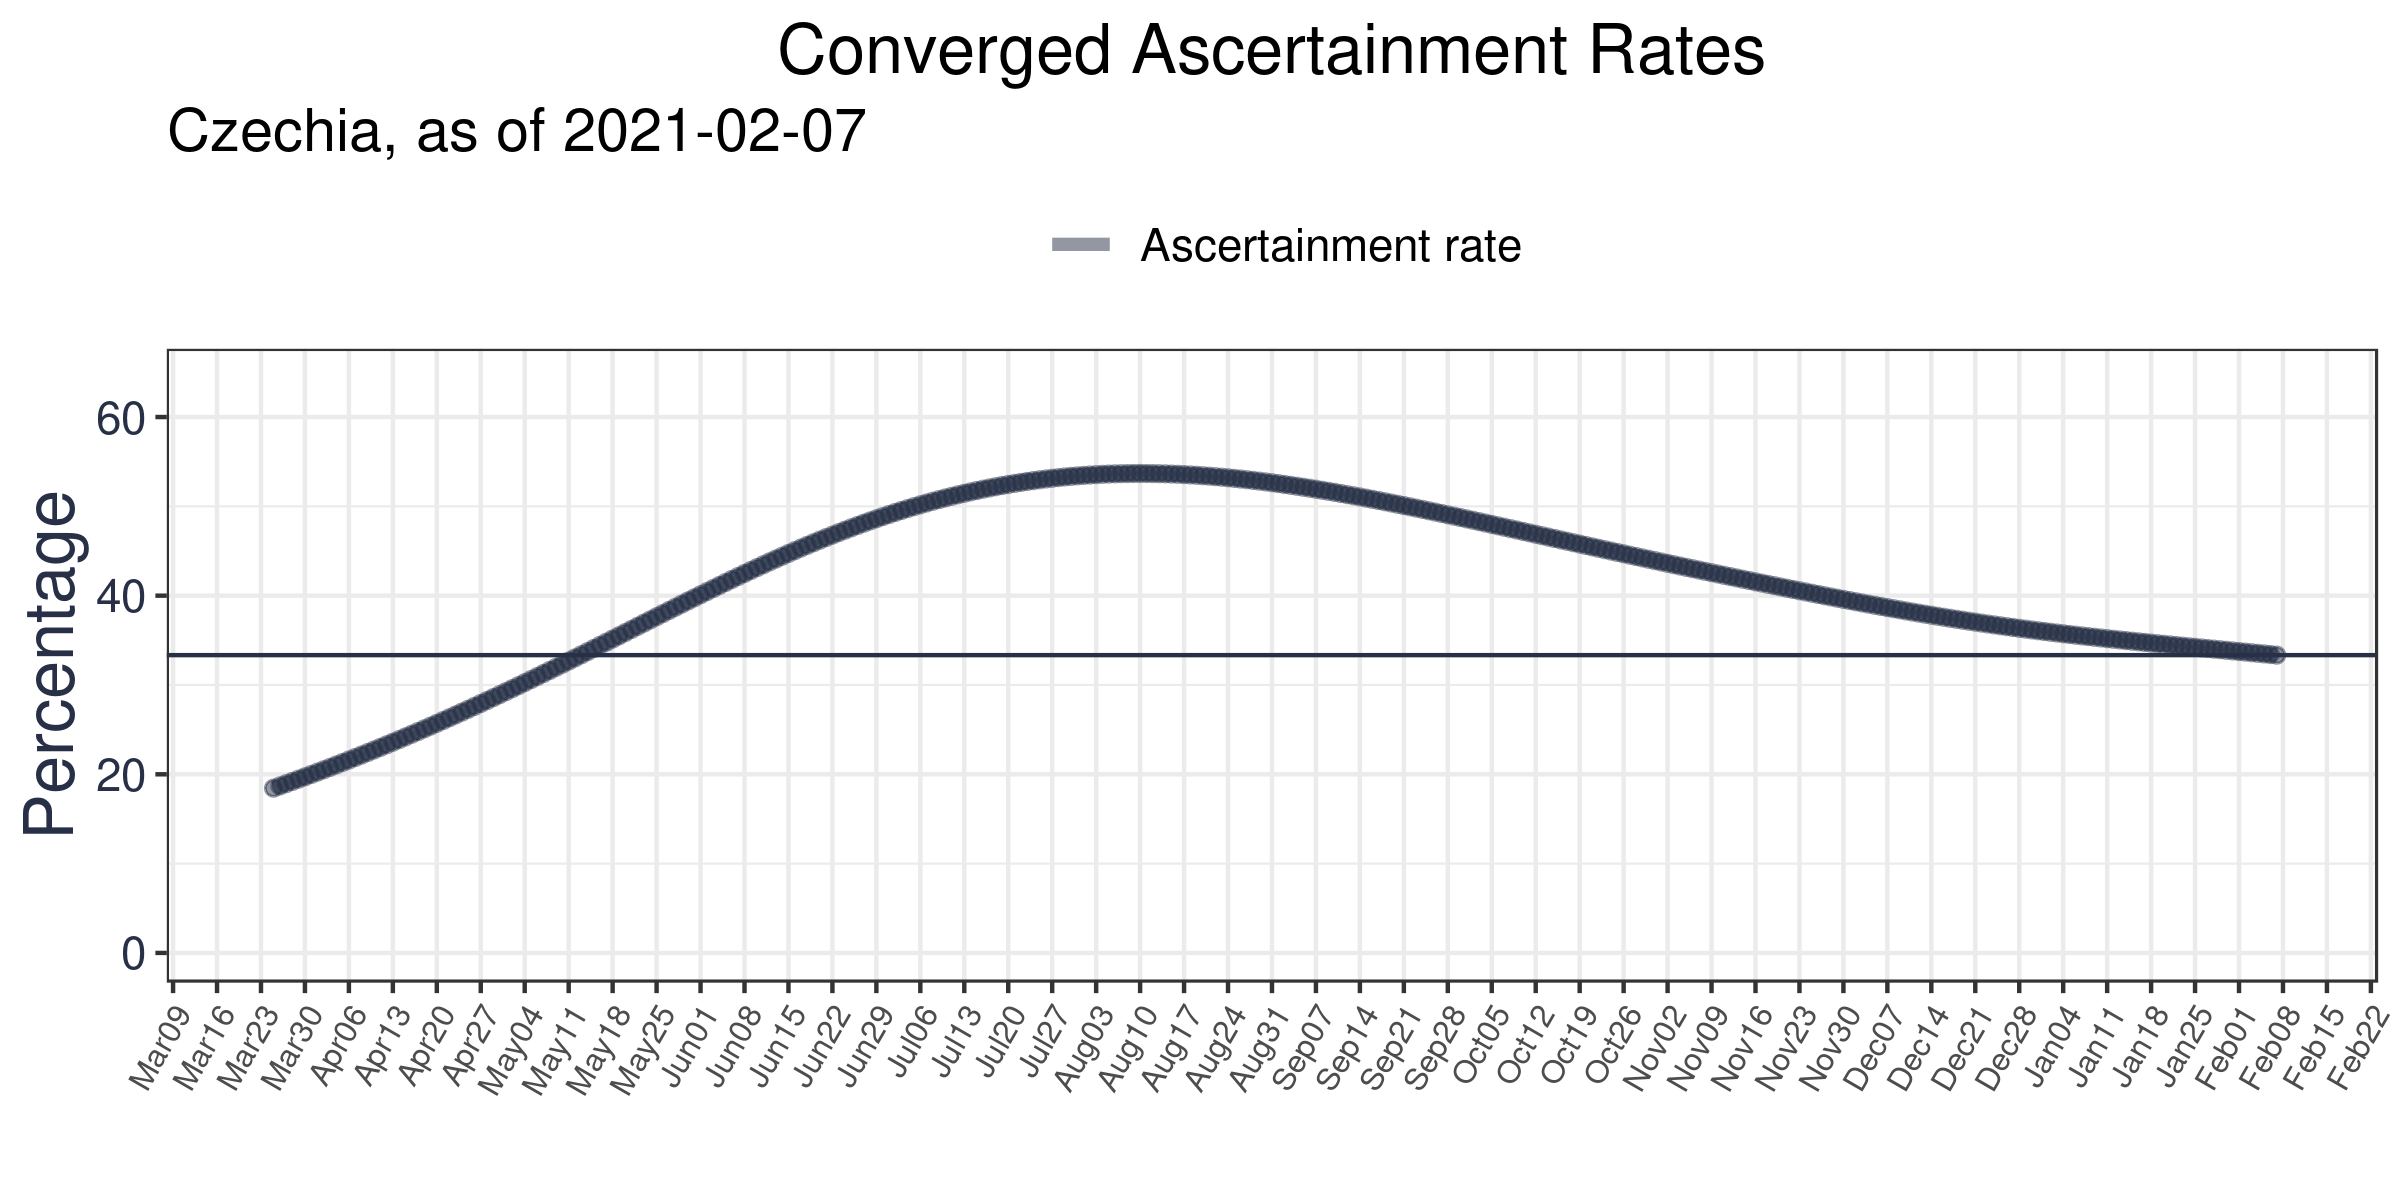 Converged Ascertainment Rates
Czechia, as of 2021-02-07
Ascertainment rate
Percentage
60
40
20
0
Mar09 Mar16 Mar23 Mar30 Apr06 Apr13 Apr20 Apr27 May04 May11 May18 May25 Jun01 Jun08 Jun15 Jun22 Jun29 Jul06 Jul13 Jul20 Jul27 Aug03 Aug10 Aug17 Aug24 Aug31 Sep07 Sep14 Sep21 Sep28 Oct05 Oct12 Oct19 Oct26 Nov02 Nov09 Nov16 Nov23 Nov30 Dec07 Dec14 Dec21 Dec28 Jan04 Jan11 Jan18 Jan25 Feb01 Feb08 Feb15 Feb22